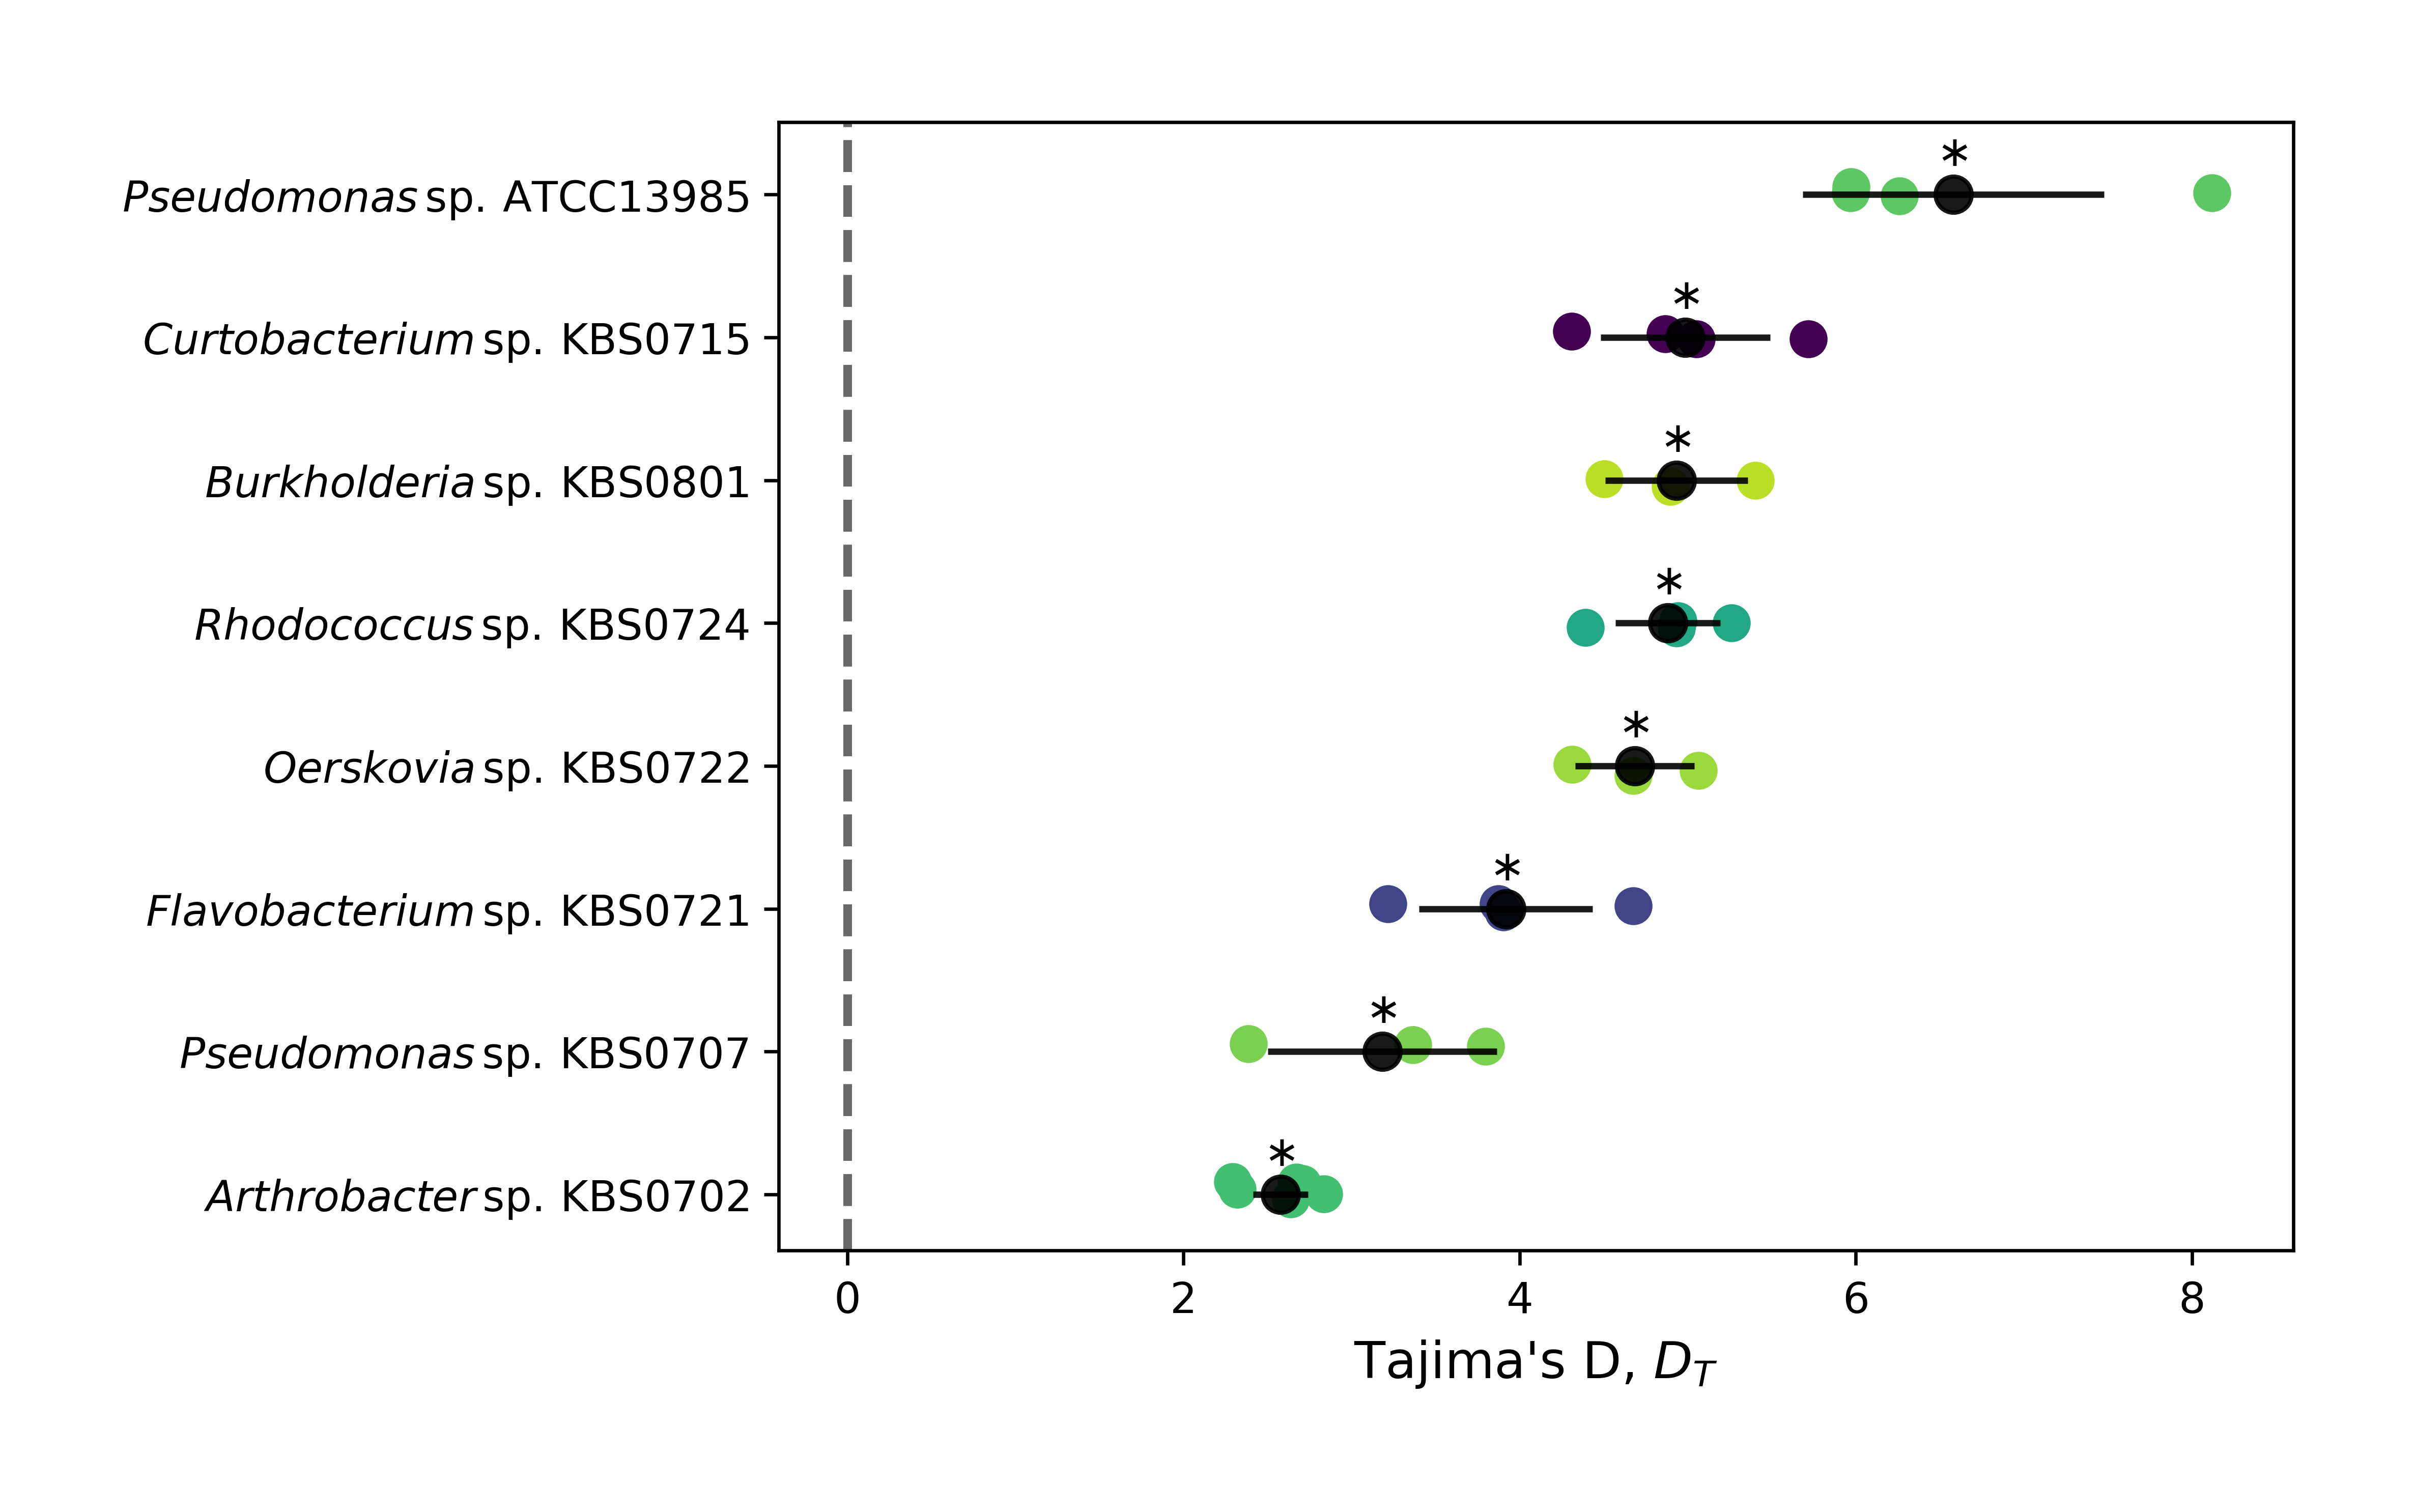 Pseudomonas sp. ATCC13985
*
Curtobacterium sp. KBS0715
*
Burkholderia sp. KBS0801
*
Rhodococcus sp. KBS0724
*
Oerskovia sp. KBS0722
*
Flavobacterium sp. KBS0721
*
Pseudomonas sp. KBS0707
*
Arthrobacter sp. KBS0702
*
0 2 4 6 8
Tajima's D, D_T